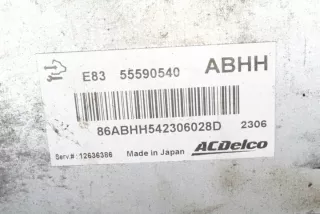 E83 55590540 ABHH
86ABHH542306028D 2306
Serv.#: 12636386 Made in Japan ACDelco